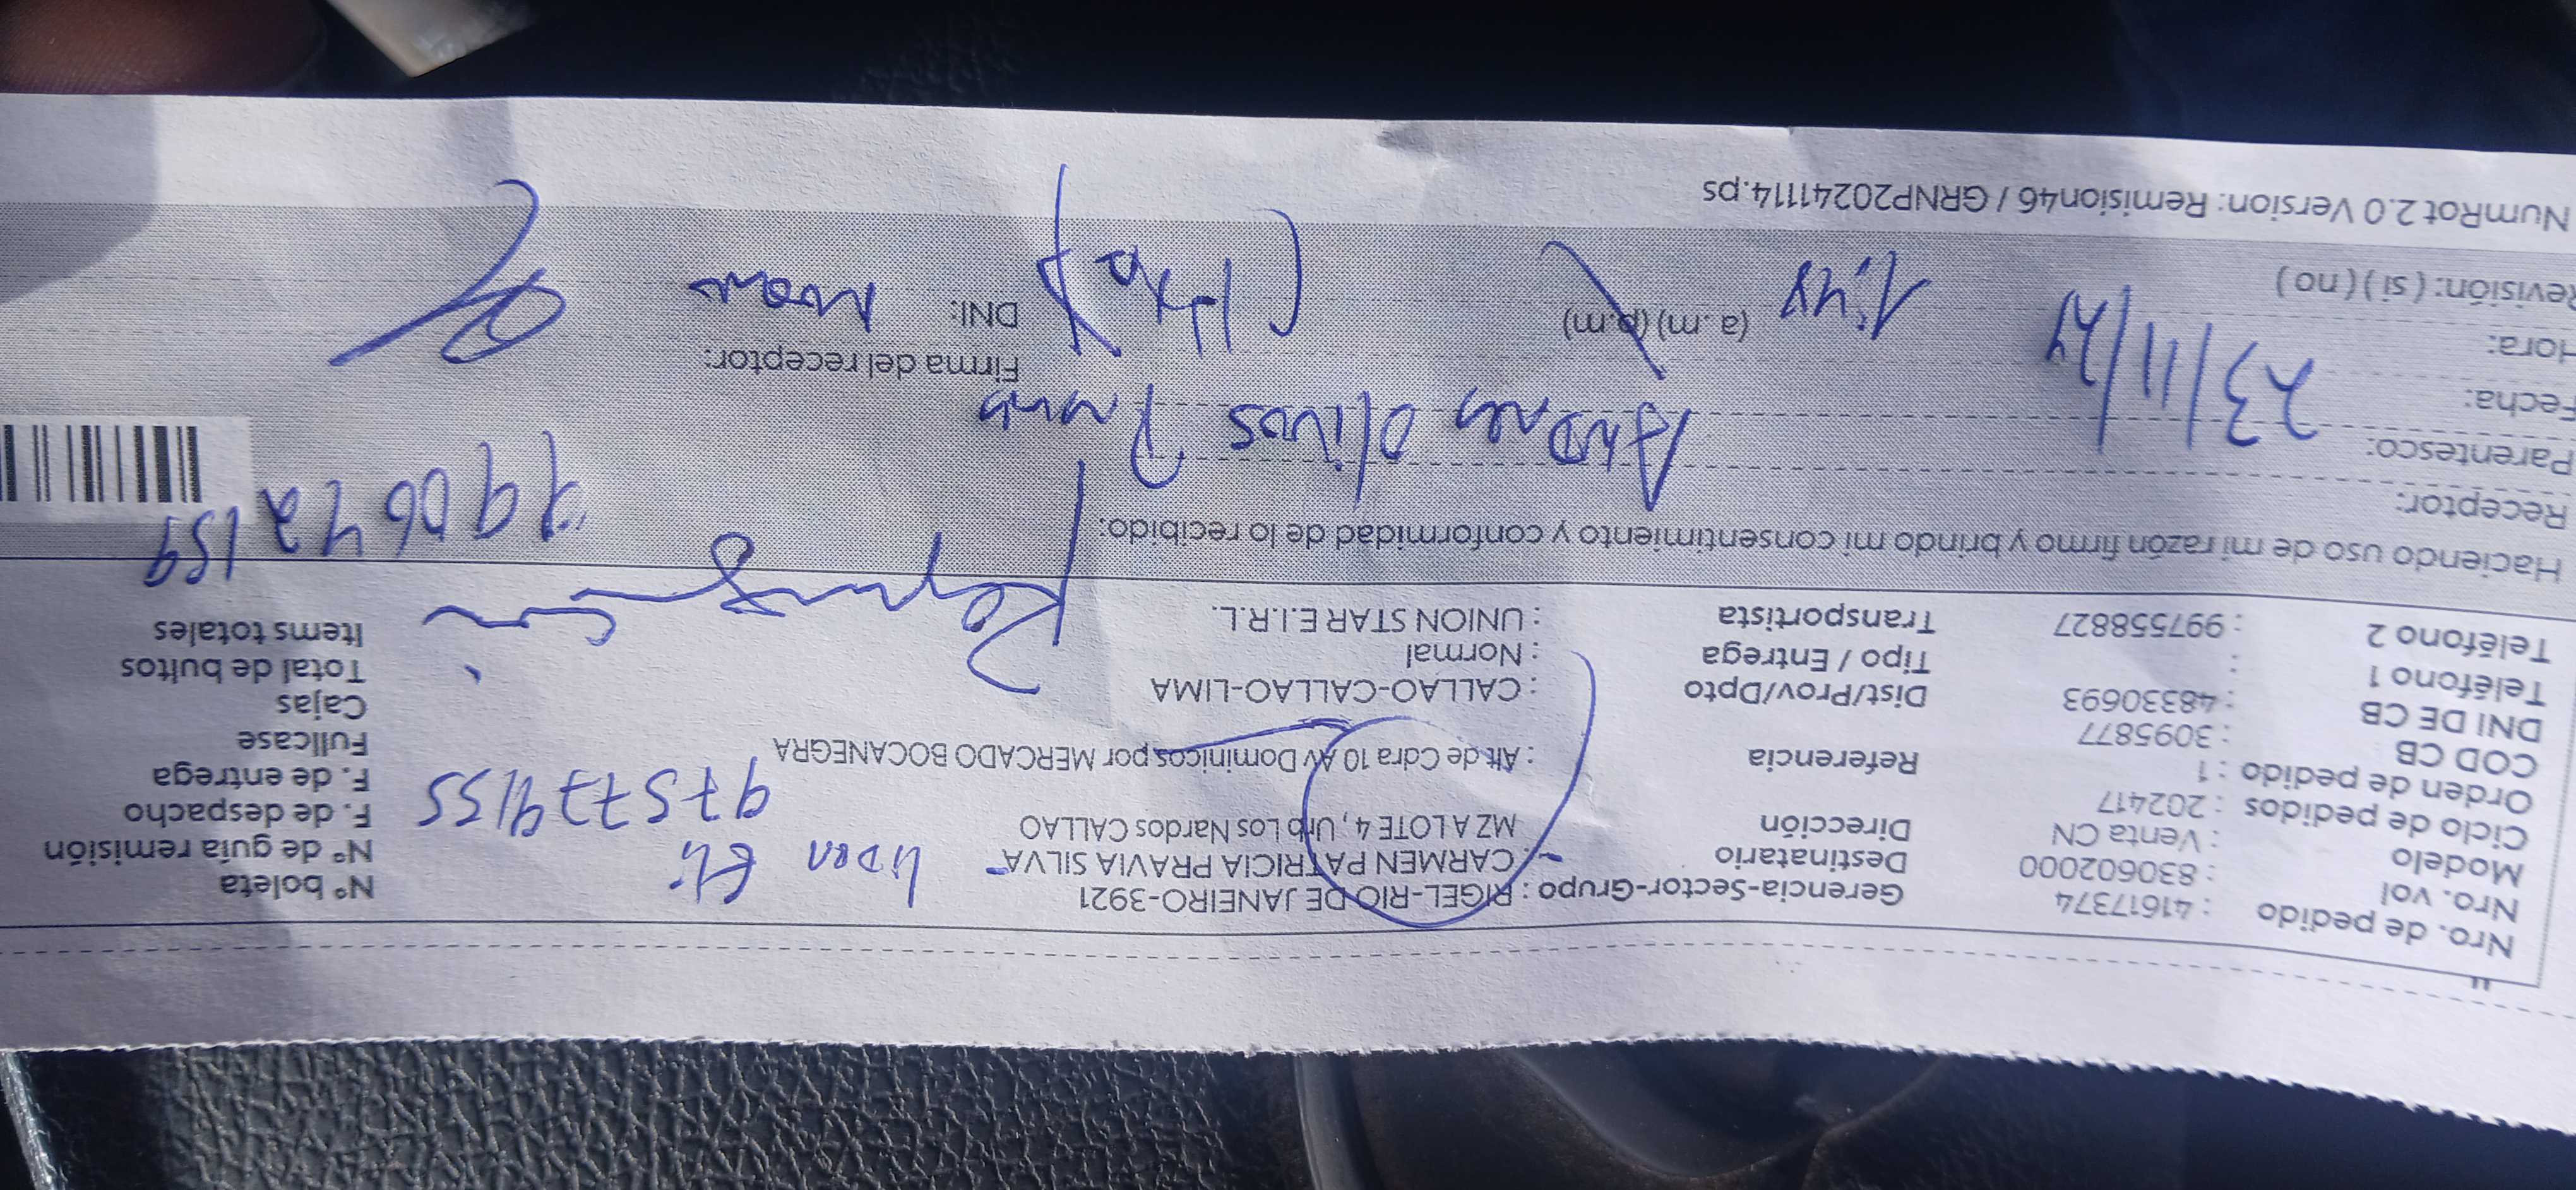 Nro. de pedido : 41617374 Gerencia-Sector-Grupo : RIGEL-RIO DE JANEIRO-3921 Nº boleta
Nro. vol : 830602000 Destinatario : CARMEN PATRICIA PRAVIA SILVA Nº de guía remisión
Modelo : Venta CN Dirección MZ A LOTE 4, Urb Los Nardos CALLAO F. de despacho
Ciclo de pedidos : 202417 F. de entrega
Orden de pedido : 1 Referencia : Alt de Cdra 10 AV Dominicos por MERCADO BOCANEGRA Fullcase
COD CB : 3095877 Cajas
DNI DE CB : 48330693 Dist/Prov/Dpto : CALLAO-CALLAO-LIMA Total de bultos
Teléfono 1 : Tipo / Entrega : Normal Items totales
Teléfono 2 : 997558827 Transportista : UNION STAR E.I.R.L.
975774155
Haciendo uso de mi razón firmo y brindo mi consentimiento y conformidad de lo recibido:
Receptor:
Parentesco: Olivos
Fecha: 23/11/24 Firma del receptor:
Hora: 1:44 (a.m) (p.m) DNI:
Revisión: (si) (no)
NumRot 2.0 Version: Remision46 / GRNP20241114.ps